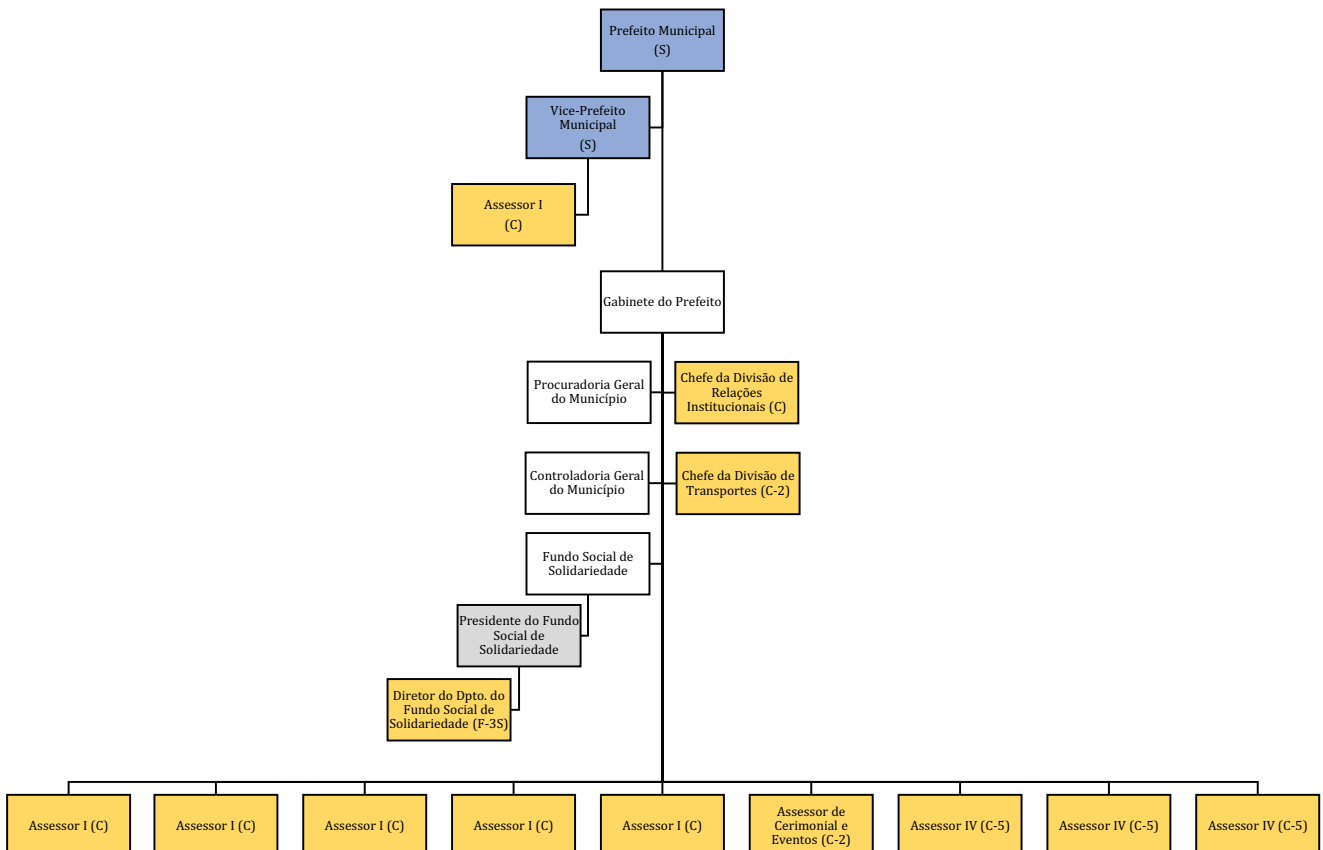 Prefeito Municipal
(S)
Vice-Prefeito
Municipal
(S)
Assessor I
(C)
Gabinete do Prefeito
Procuradoria Geral
do Município
Chefe da Divisão de
Relações
Institucionais (C)
Controladoria Geral
do Município
Chefe da Divisão de
Transportes (C-2)
Fundo Social de
Solidariedade
Presidente do Fundo
Social de
Solidariedade
Diretor do Dpto. do
Fundo Social de
Solidariedade (F-3S)
Assessor I (C)
Assessor I (C)
Assessor I (C)
Assessor I (C)
Assessor I (C)
Assessor de
Cerimonial e
Eventos (C-2)
Assessor IV (C-5)
Assessor IV (C-5)
Assessor IV (C-5)